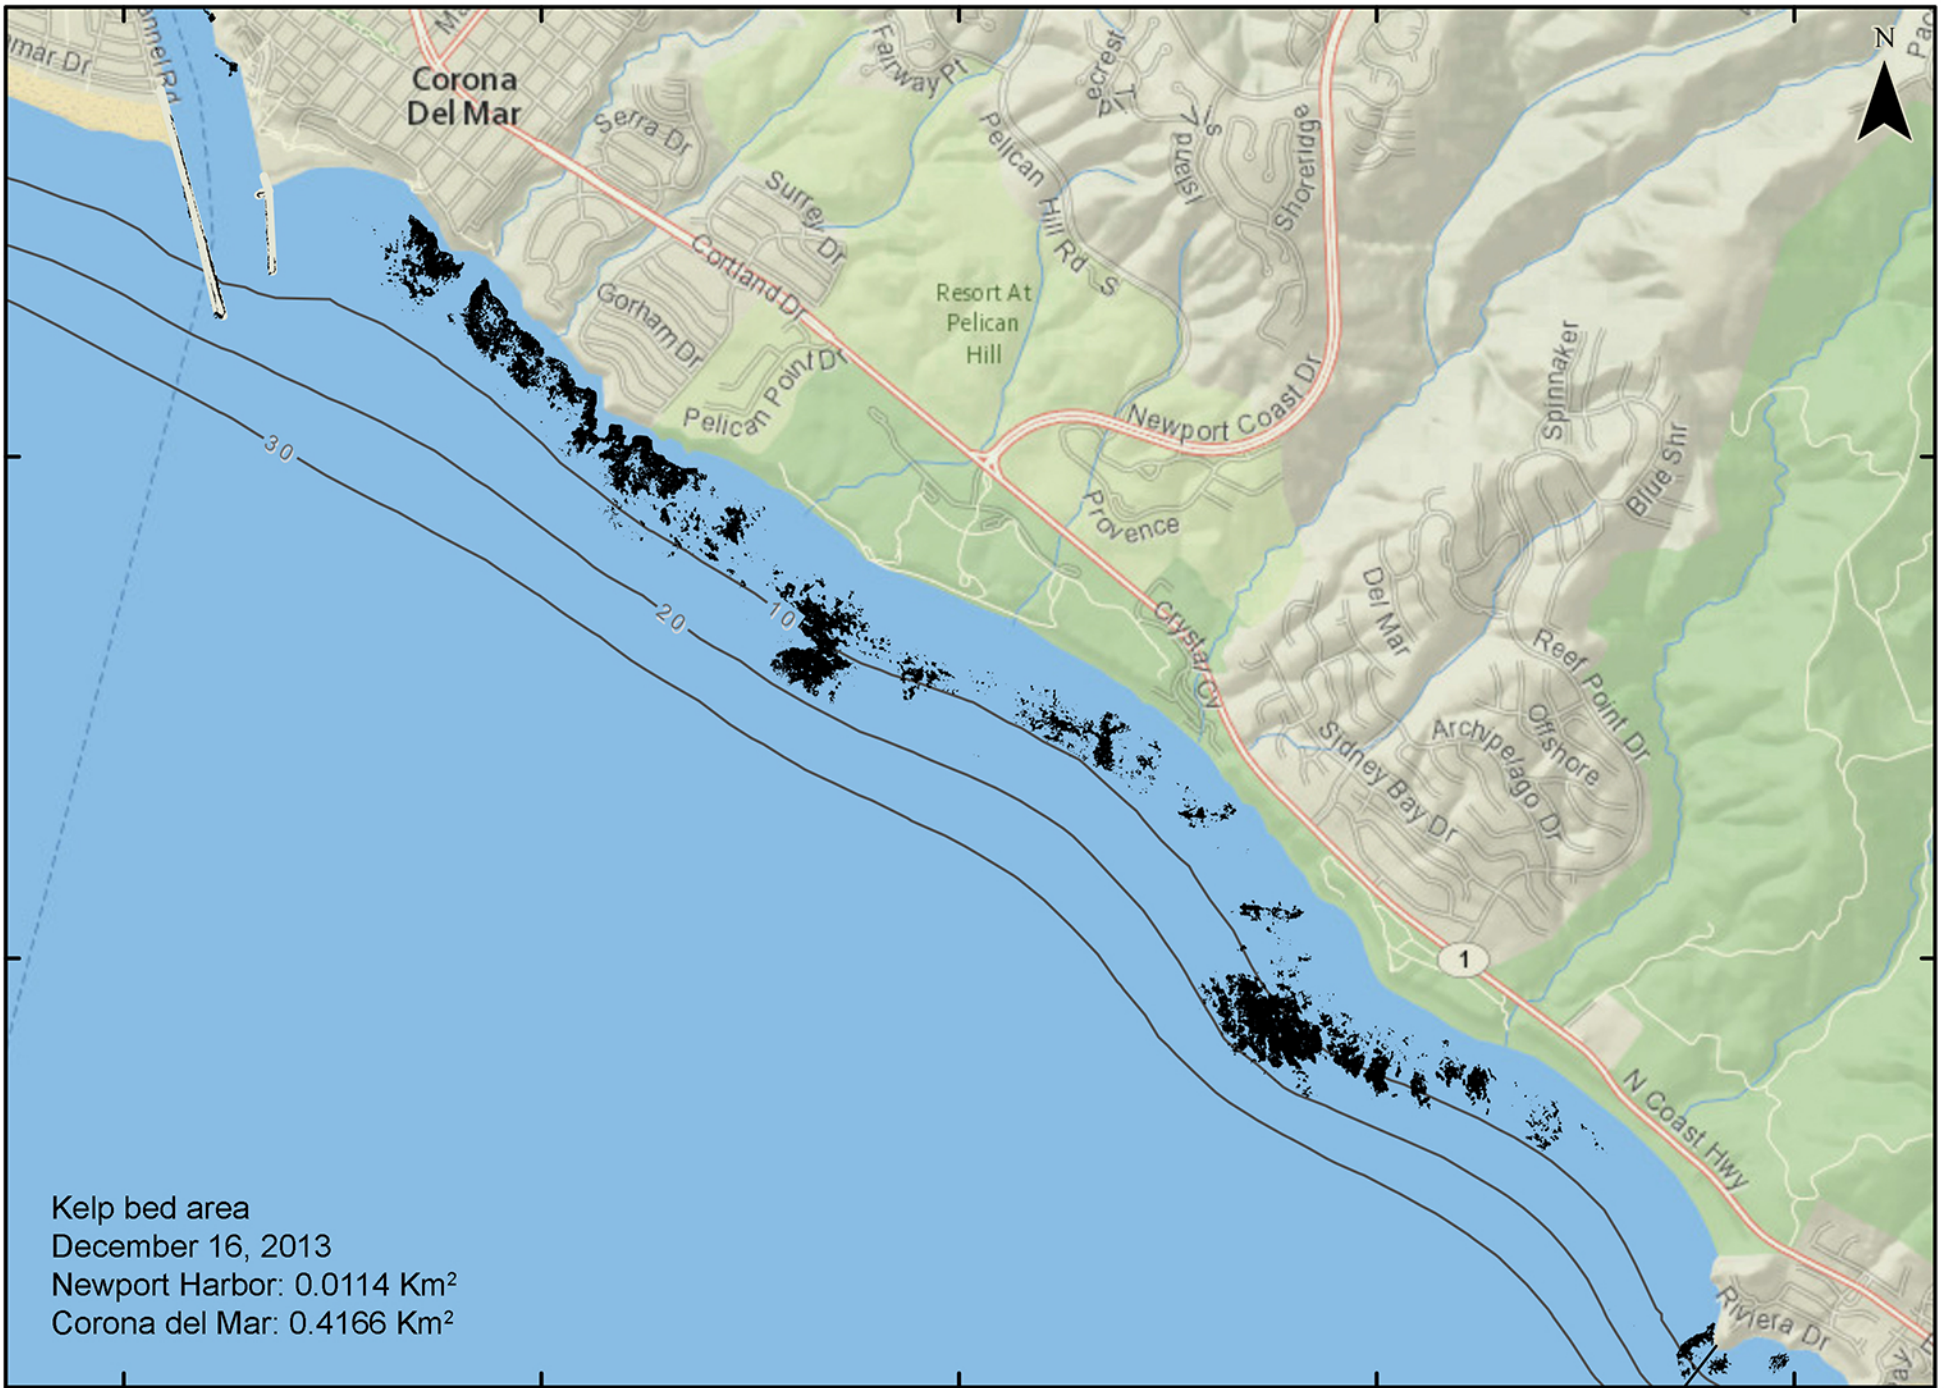 N
Corona
Del Mar
Fairway Pt
Serra Dr
Surrey Dr
Pelican Hill Rd S
Shoreridge
Cortland Dr
Gorham Dr
Resort At
Pelican
Hill
Pelican Point Dr
Newport Coast Dr
Spinnaker
Blue Shr
30
Provence
20
10
Crystal Cv
Del Mar
Reef Point Dr
Sidney Bay Dr
Archipelago Dr
Offshore
1
N Coast Hwy
Riviera Dr
Kelp bed area
December 16, 2013
Newport Harbor: 0.0114 Km²
Corona del Mar: 0.4166 Km²